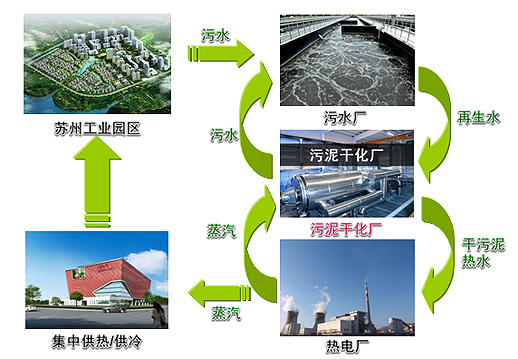 污水
苏州工业园区
污水厂
污水
再生水
污泥干化厂
污泥干化厂
蒸汽
干污泥
热水
蒸汽
集中供热/供冷
热电厂